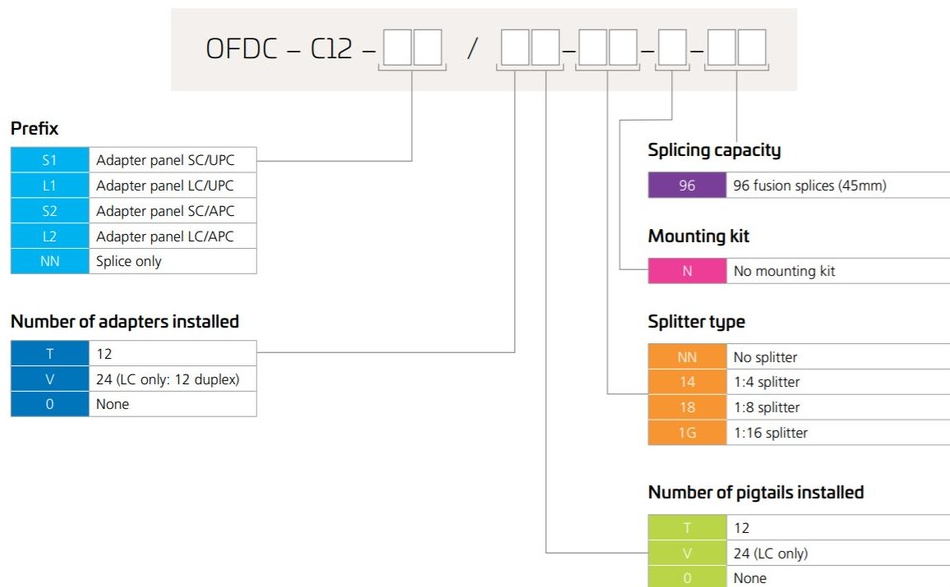 OFDC – C12 – / – – –
Prefix
S1 Adapter panel SC/UPC
L1 Adapter panel LC/UPC
S2 Adapter panel SC/APC
L2 Adapter panel LC/APC
NN Splice only
Number of adapters installed
T 12
V 24 (LC only: 12 duplex)
0 None
Splicing capacity
96 96 fusion splices (45mm)
Mounting kit
N No mounting kit
Splitter type
NN No splitter
14 1:4 splitter
18 1:8 splitter
1G 1:16 splitter
Number of pigtails installed
T 12
V 24 (LC only)
0 None